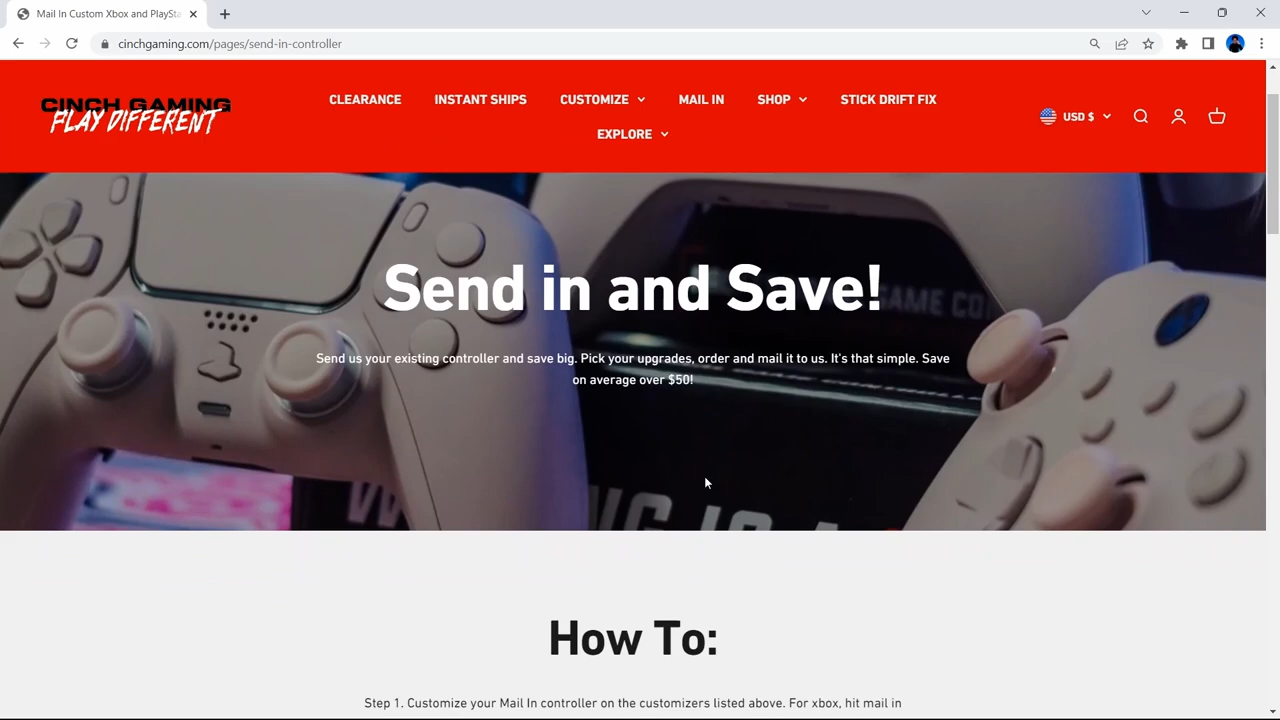 Mail In Custom Xbox and PlaySta
cinchgaming.com/pages/send-in-controller
CINCH GAMING
PLAY DIFFERENT
CLEARANCE
INSTANT SHIPS
CUSTOMIZE
MAIL IN
SHOP
STICK DRIFT FIX
EXPLORE
USD $
Send in and Save!
Send us your existing controller and save big. Pick your upgrades, order and mail it to us. It's that simple. Save
on average over $50!
How To:
Step 1. Customize your Mail In controller on the customizers listed above. For xbox, hit mail in